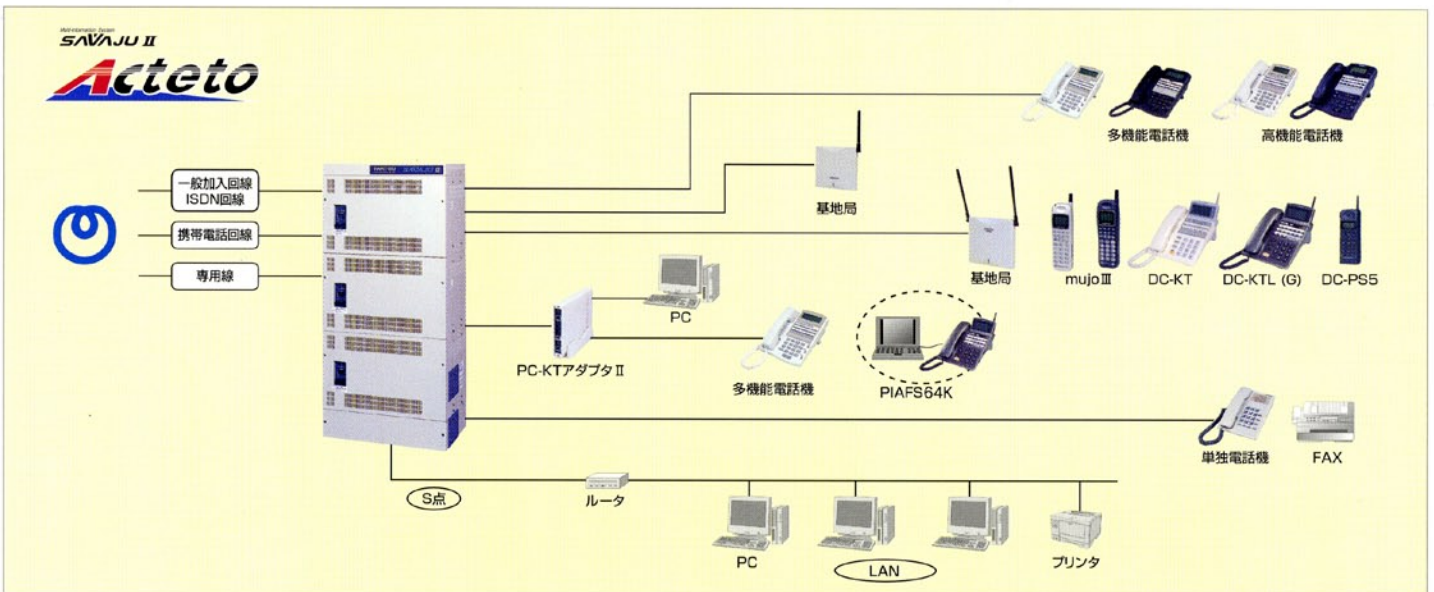 SAVAJU II
Acteto
多機能電話機
高機能電話機
一般加入回線
ISDN回線
携帯電話回線
専用線
基地局
基地局
mujoⅢ
DC-KT
DC-KTL (G)
DC-PS5
PC
PC-KTアダプタⅡ
多機能電話機
PIAFS64K
単独電話機
FAX
S点
ルータ
PC
LAN
プリンタ